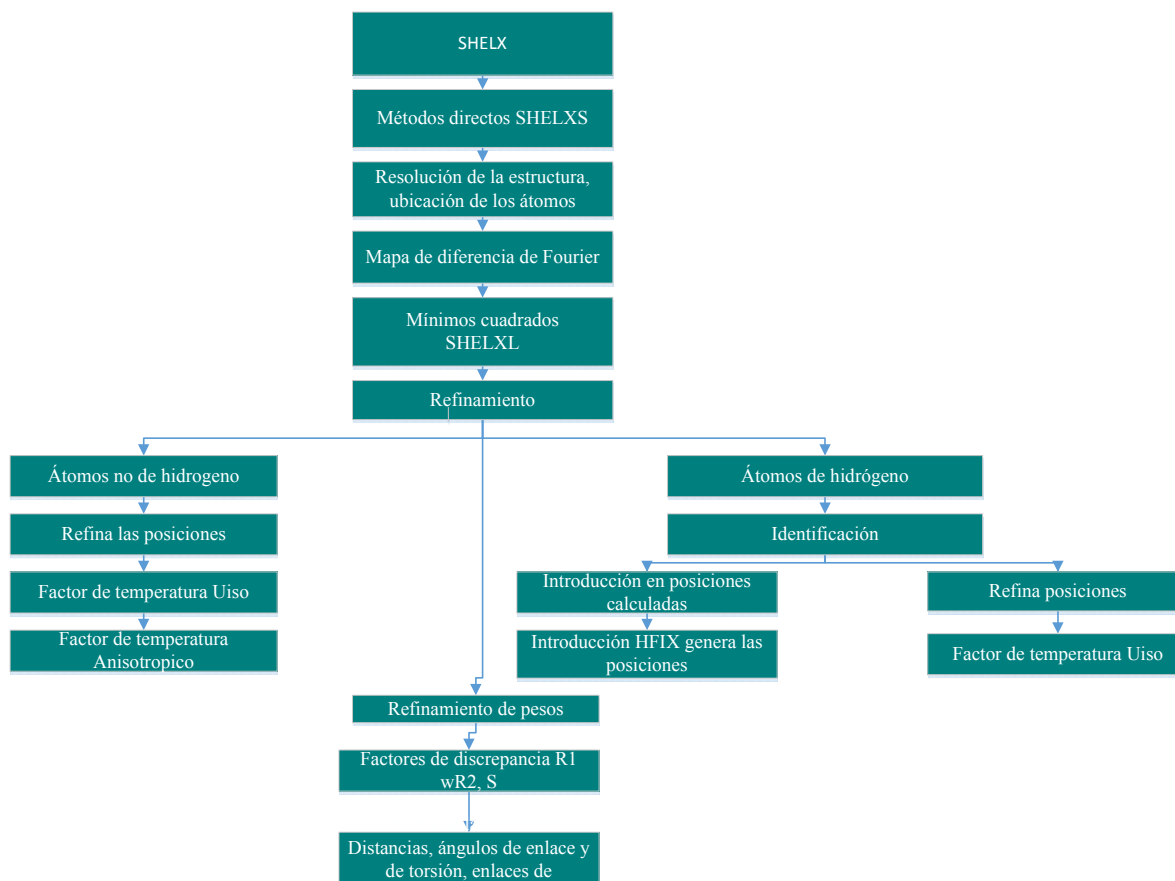 SHELX
Métodos directos SHELXS
Resolución de la estructura,
ubicación de los átomos
Mapa de diferencia de Fourier
Mínimos cuadrados
SHELXL
Refinamiento
Átomos no de hidrogeno
Refina las posiciones
Factor de temperatura Uiso
Factor de temperatura
Anisotropico
Átomos de hidrógeno
Identificación
Introducción en posiciones
calculadas
Introducción HFIX genera las
posiciones
Refina posiciones
Factor de temperatura Uiso
Refinamiento de pesos
Factores de discrepancia R1
wR2, S
Distancias, ángulos de enlace y
de torsión, enlaces de